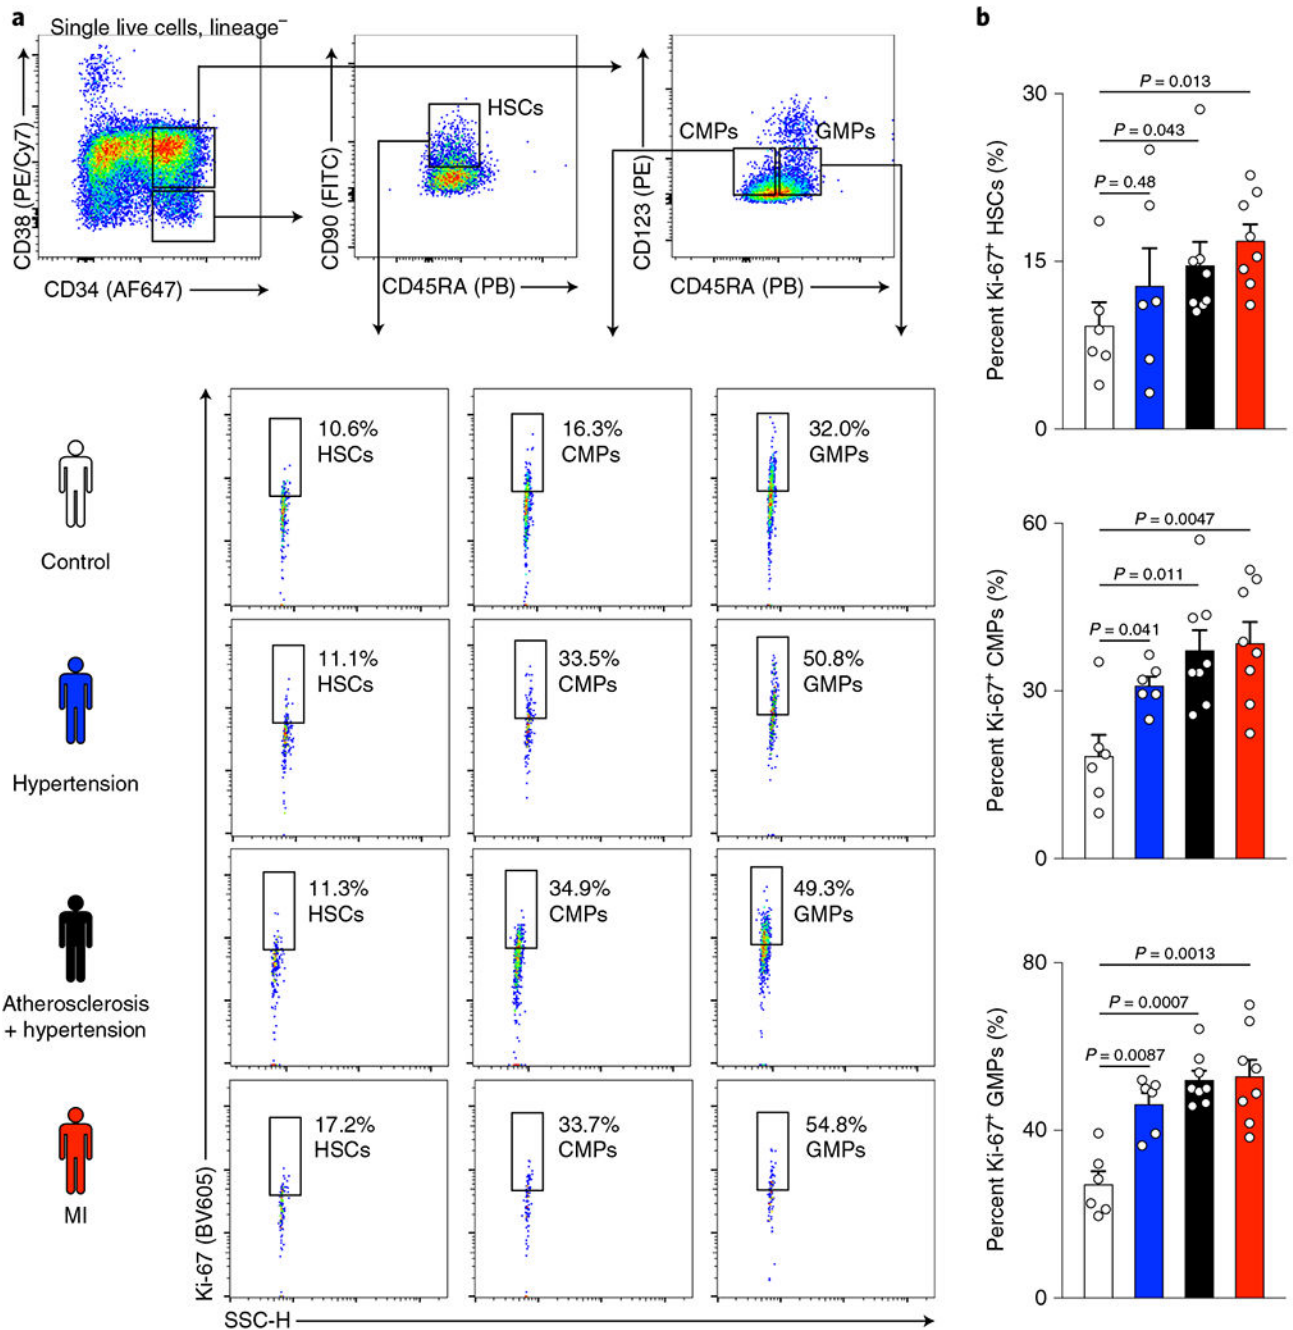 a
Single live cells, lineage⁻
CD38 (PE/Cy7)
CD34 (AF647)
CD90 (FITC)
HSCs
CD45RA (PB)
CD123 (PE)
CMPs
GMPs
CD45RA (PB)
Control
10.6%
HSCs
16.3%
CMPs
32.0%
GMPs
Hypertension
11.1%
HSCs
33.5%
CMPs
50.8%
GMPs
Atherosclerosis
+ hypertension
11.3%
HSCs
34.9%
CMPs
49.3%
GMPs
MI
17.2%
HSCs
33.7%
CMPs
54.8%
GMPs
Ki-67 (BV605)
SSC-H
b
Percent Ki-67⁺ HSCs (%)
30
15
0
P = 0.013
P = 0.043
P = 0.48
Percent Ki-67⁺ CMPs (%)
60
30
0
P = 0.0047
P = 0.011
P = 0.041
Percent Ki-67⁺ GMPs (%)
80
40
0
P = 0.0013
P = 0.0007
P = 0.0087